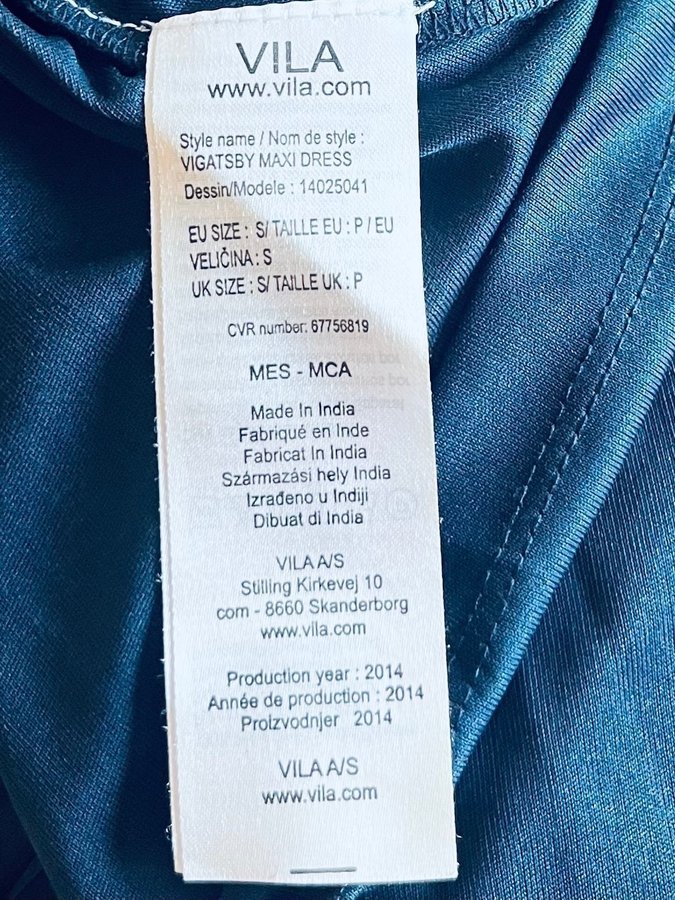 VILA
www.vila.com
Style name / Nom de style :
VIGATSBY MAXI DRESS
Dessin/Modele : 14025041
EU SIZE : S/ TAILLE EU : P / EU
VELIČINA : S
UK SIZE : S/ TAILLE UK : P
CVR number: 67756819
MES - MCA
Made In India
Fabriqué en Inde
Fabricat In India
Származási hely India
Izrađeno u Indiji
Dibuat di India
VILA A/S
Stilling Kirkevej 10
com - 8660 Skanderborg
www.vila.com
Production year : 2014
Année de production : 2014
Proizvodnjer 2014
VILA A/S
www.vila.com